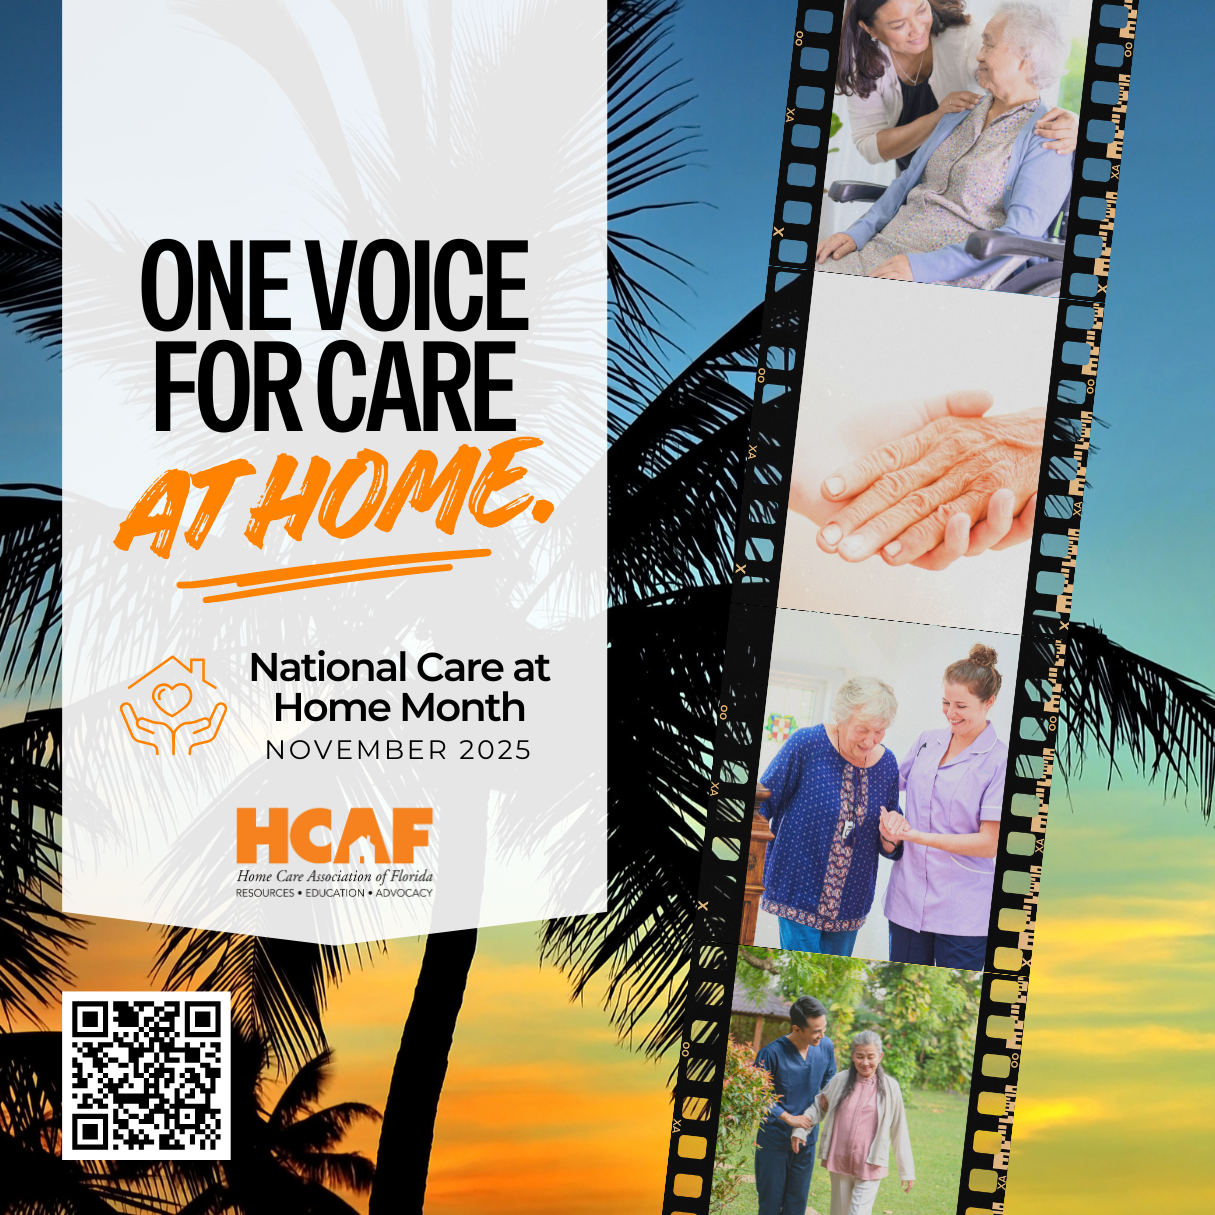 ONE VOICE
FOR CARE
AT HOME.
National Care at
Home Month
NOVEMBER 2025
HCAF
Home Care Association of Florida
RESOURCES • EDUCATION • ADVOCACY